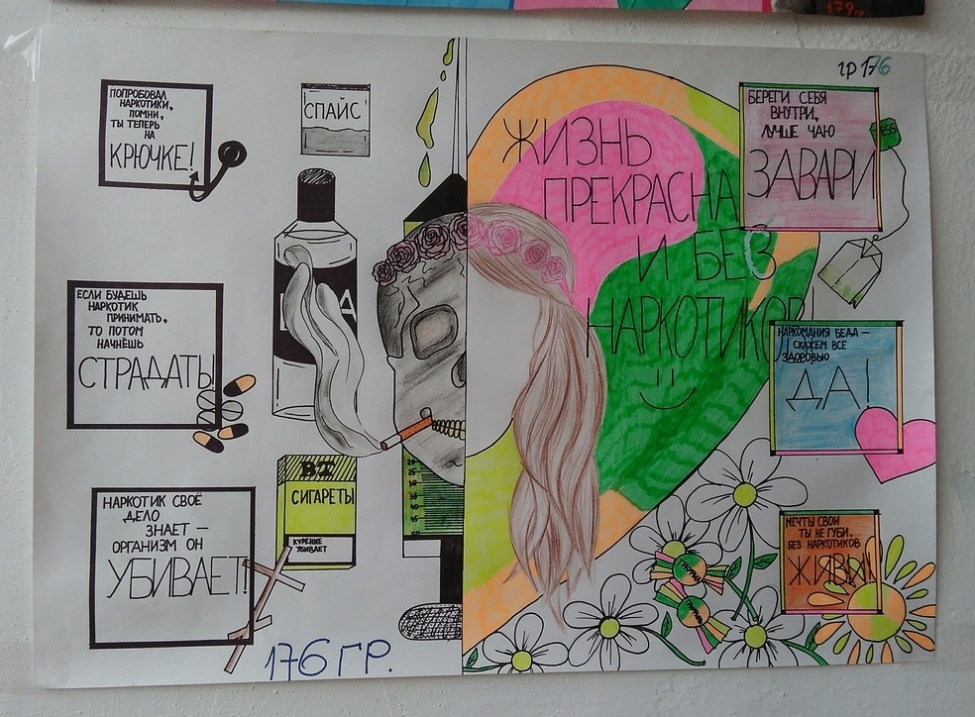 179гр
гр 176
ПОПРОБОВАЛ
НАРКОТИКИ,
ПОМНИ,
ТЫ ТЕПЕРЬ
НА
КРЮЧКЕ!
СПАЙС
ЕСЛИ БУДЕШЬ
НАРКОТИК
ПРИНИМАТЬ,
ТО ПОТОМ
НАЧНЁШЬ
СТРАДАТЬ!
ВТ
СИГАРЕТЫ
КУРЕНИЕ
УБИВАЕТ
НАРКОТИК СВОЁ
ДЕЛО
ЗНАЕТ —
ОРГАНИЗМ ОН
УБИВАЕТ!
176 ГР.
ЖИЗНЬ
ПРЕКРАСНА
И БЕЗ
НАРКОТИКОВ
БЕРЕГИ СЕБЯ
ВНУТРИ,
ЛУЧШЕ ЧАЮ
ЗАВАРИ
НАРКОМАНИЯ БЕДА —
СКАЖЕМ ВСЕ
ЗДОРОВЬЮ
ДА!
МЕЧТЫ СВОИ
ТЫ НЕ ГУБИ,
БЕЗ НАРКОТИКОВ
ЖИВИ!